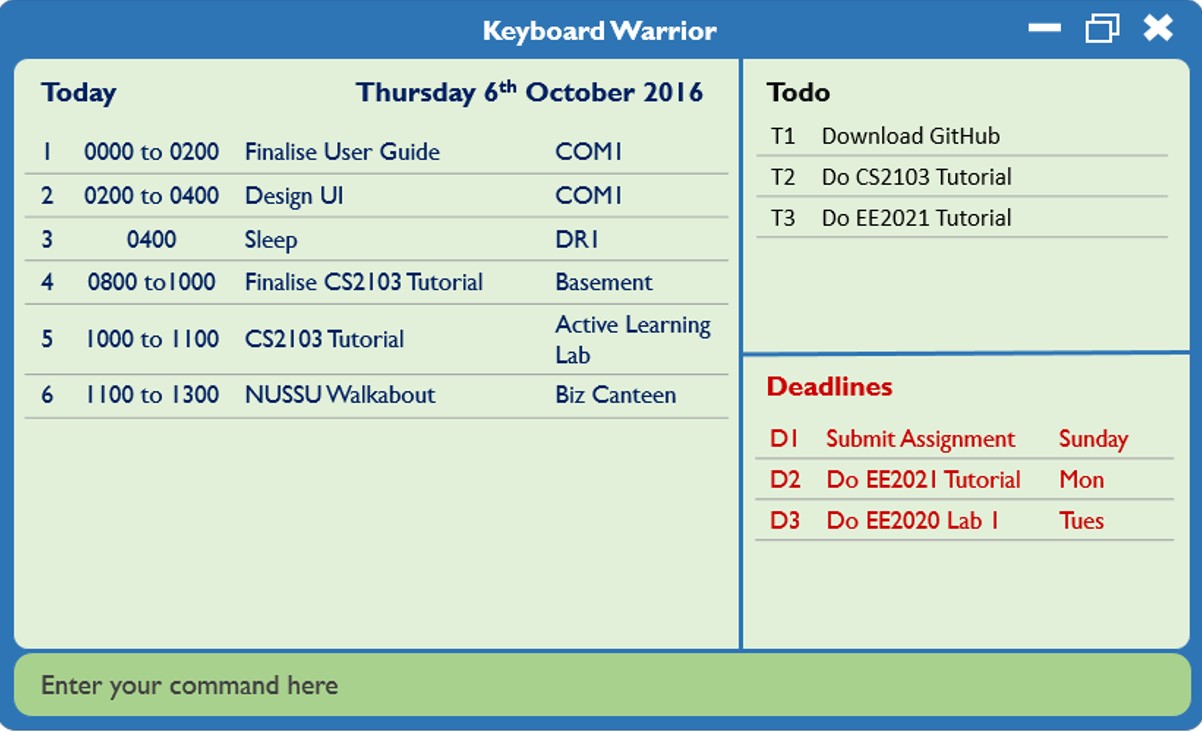 Keyboard Warrior
Today Thursday 6th October 2016
1 0000 to 0200 Finalise User Guide COM1
2 0200 to 0400 Design UI COM1
3 0400 Sleep DR1
4 0800 to1000 Finalise CS2103 Tutorial Basement
5 1000 to 1100 CS2103 Tutorial Active Learning
Lab
6 1100 to 1300 NUSSU Walkabout Biz Canteen
Todo
T1 Download GitHub
T2 Do CS2103 Tutorial
T3 Do EE2021 Tutorial
Deadlines
D1 Submit Assignment Sunday
D2 Do EE2021 Tutorial Mon
D3 Do EE2020 Lab 1 Tues
Enter your command here